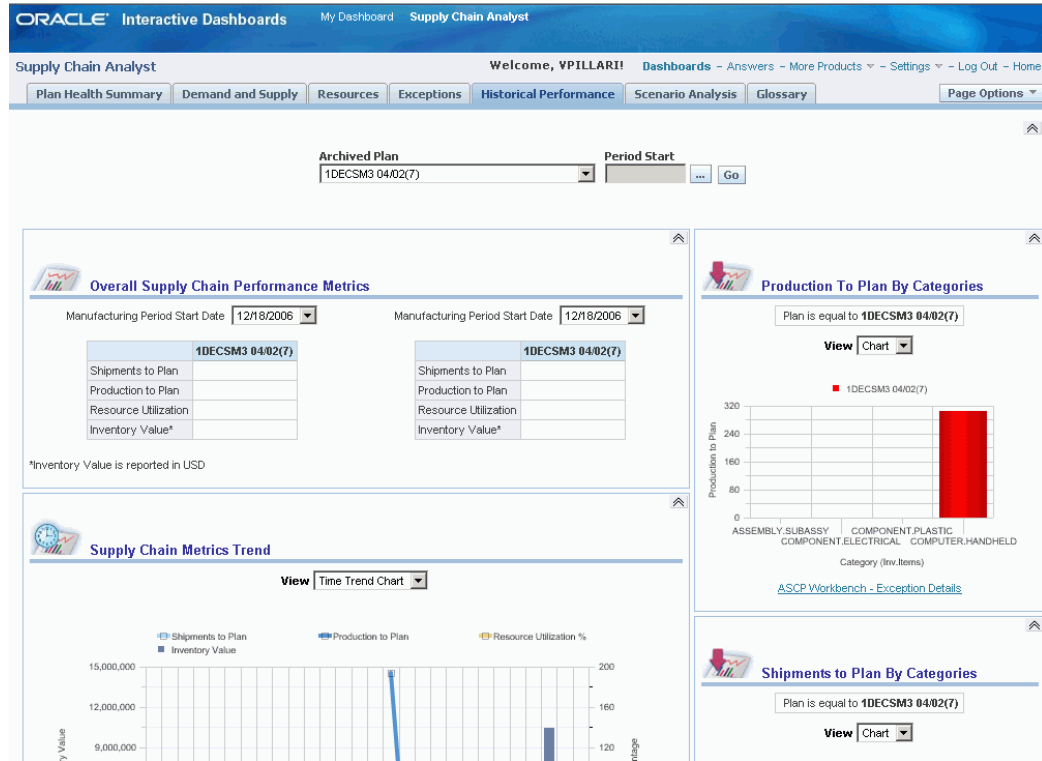 ORACLE Interactive Dashboards My Dashboard Supply Chain Analyst
Supply Chain Analyst Welcome, VPILLARI! Dashboards - Answers - More Products - Settings - Log Out - Home
Plan Health Summary Demand and Supply Resources Exceptions Historical Performance Scenario Analysis Glossary Page Options
Archived Plan Period Start
1DECSM3 04/02(7) ... Go
Overall Supply Chain Performance Metrics
Manufacturing Period Start Date 12/18/2006 Manufacturing Period Start Date 12/18/2006
1DECSM3 04/02(7) 1DECSM3 04/02(7)
Shipments to Plan Shipments to Plan
Production to Plan Production to Plan
Resource Utilization Resource Utilization
Inventory Value* Inventory Value*
*Inventory Value is reported in USD
Supply Chain Metrics Trend
View Time Trend Chart
Shipments to Plan Production to Plan Resource Utilization %
Inventory Value
15,000,000 200
12,000,000 160
9,000,000 120
Production To Plan By Categories
Plan is equal to 1DECSM3 04/02(7)
View Chart
1DECSM3 04/02(7)
Production to Plan
320
240
160
80
0
ASSEMBLY.SUBASSY COMPONENT.PLASTIC
COMPONENT.ELECTRICAL COMPUTER.HANDHELD
Category (Inv.Items)
ASCP Workbench - Exception Details
Shipments to Plan By Categories
Plan is equal to 1DECSM3 04/02(7)
View Chart